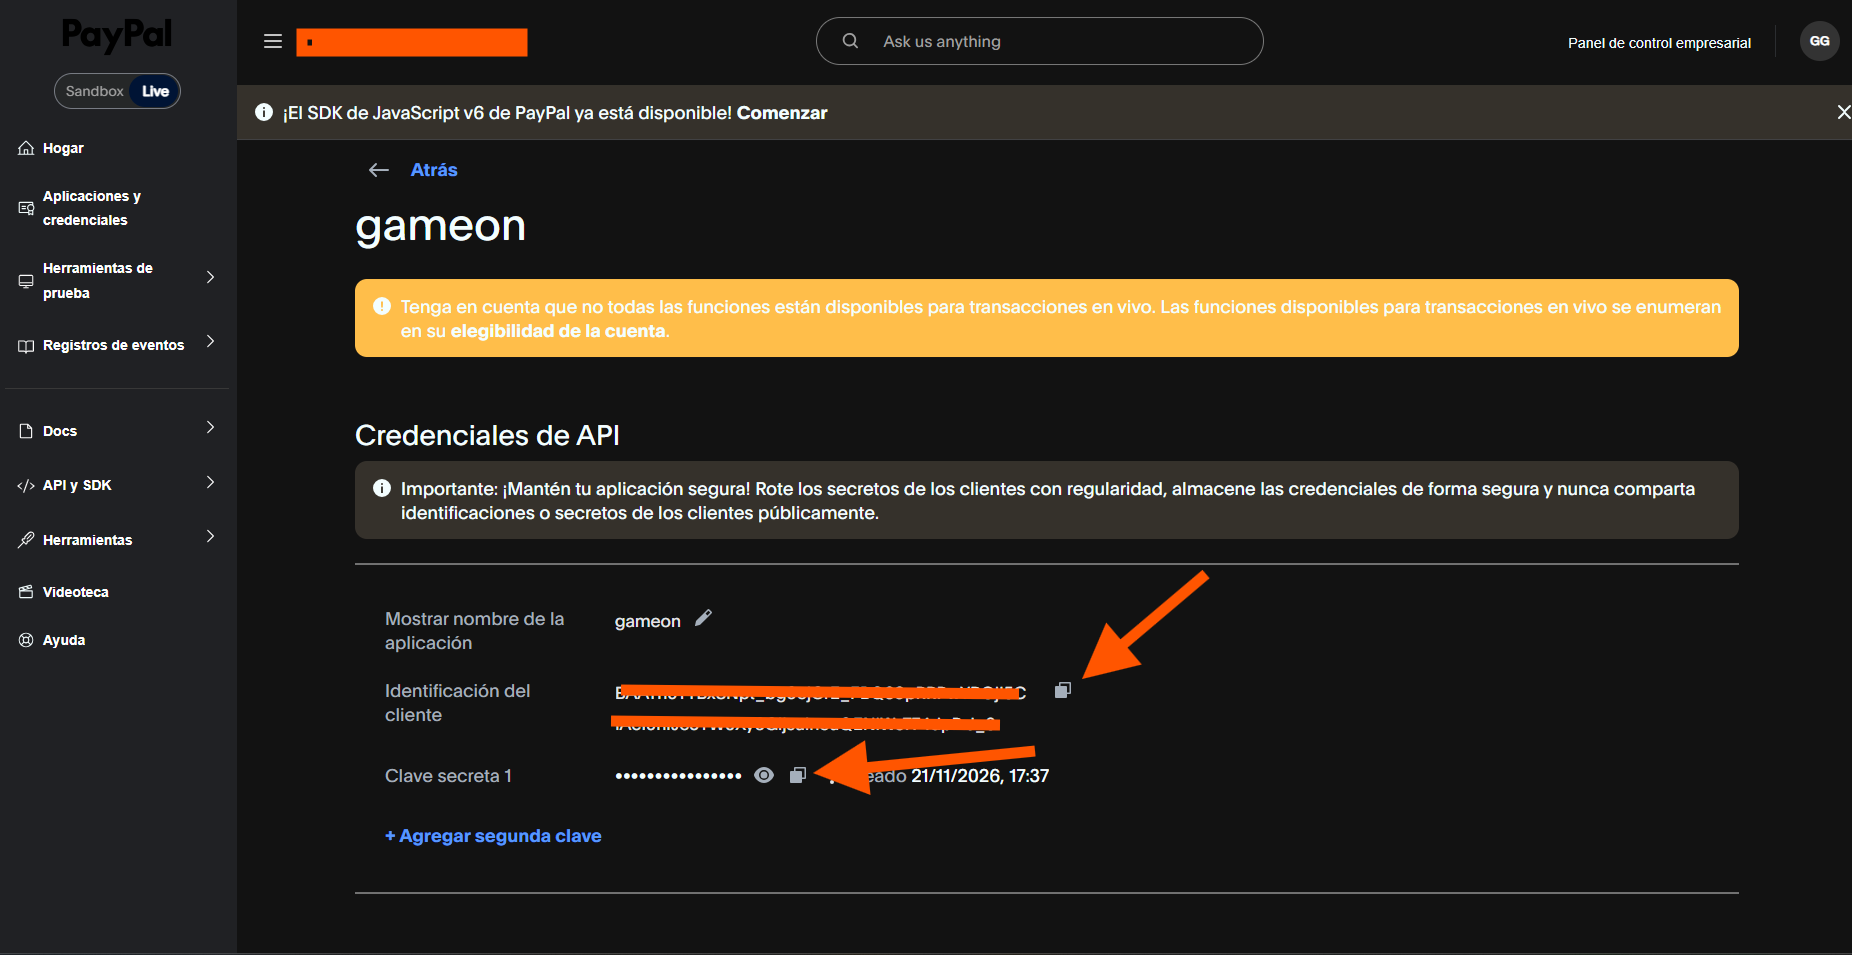 PayPal
Sandbox Live
Ask us anything
Panel de control empresarial
GG
¡El SDK de JavaScript v6 de PayPal ya está disponible! Comenzar
Hogar
Aplicaciones y
credenciales
Herramientas de
prueba
Registros de eventos
Docs
API y SDK
Herramientas
Videoteca
Ayuda
Atrás
gameon
Tenga en cuenta que no todas las funciones están disponibles para transacciones en vivo. Las funciones disponibles para transacciones en vivo se enumeran
en su elegibilidad de la cuenta.
Credenciales de API
Importante: ¡Mantén tu aplicación segura! Rote los secretos de los clientes con regularidad, almacene las credenciales de forma segura y nunca comparta
identificaciones o secretos de los clientes públicamente.
Mostrar nombre de la
aplicación
gameon
Identificación del
cliente
Clave secreta 1
21/11/2026, 17:37
+ Agregar segunda clave